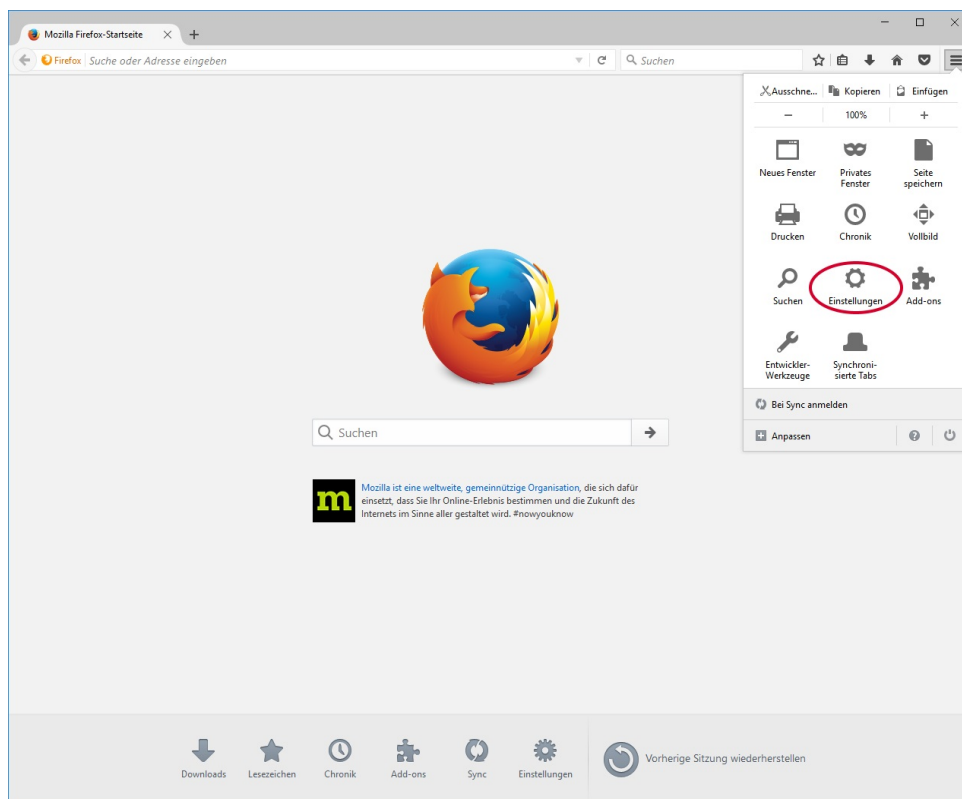 Mozilla Firefox-Startseite
Firefox Suche oder Adresse eingeben
Suchen
Ausschne... Kopieren Einfügen
− 100% +
Neues Fenster
Privates Fenster
Seite speichern
Drucken
Chronik
Vollbild
Suchen
Einstellungen
Add-ons
Entwickler-
Werkzeuge
Synchroni-
sierte Tabs
Bei Sync anmelden
Anpassen
Suchen
m
Mozilla ist eine weltweite, gemeinnützige Organisation, die sich dafür
einsetzt, dass Sie Ihr Online-Erlebnis bestimmen und die Zukunft des
Internets im Sinne aller gestaltet wird. #nowyouknow
Downloads
Lesezeichen
Chronik
Add-ons
Sync
Einstellungen
Vorherige Sitzung wiederherstellen